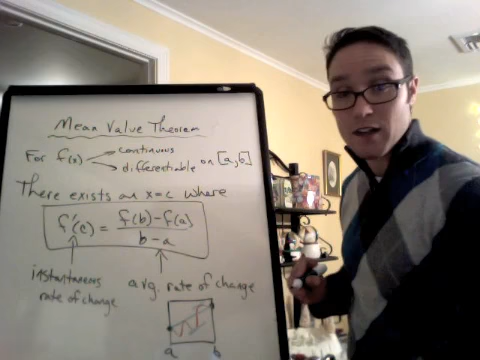 Mean Value Theorem
For f(x) continuous
differentiable on [a,b]
There exists an x=c where
f'(c) = f(b)-f(a)
b-a
instantaneous
rate of change
avg. rate of change
a b